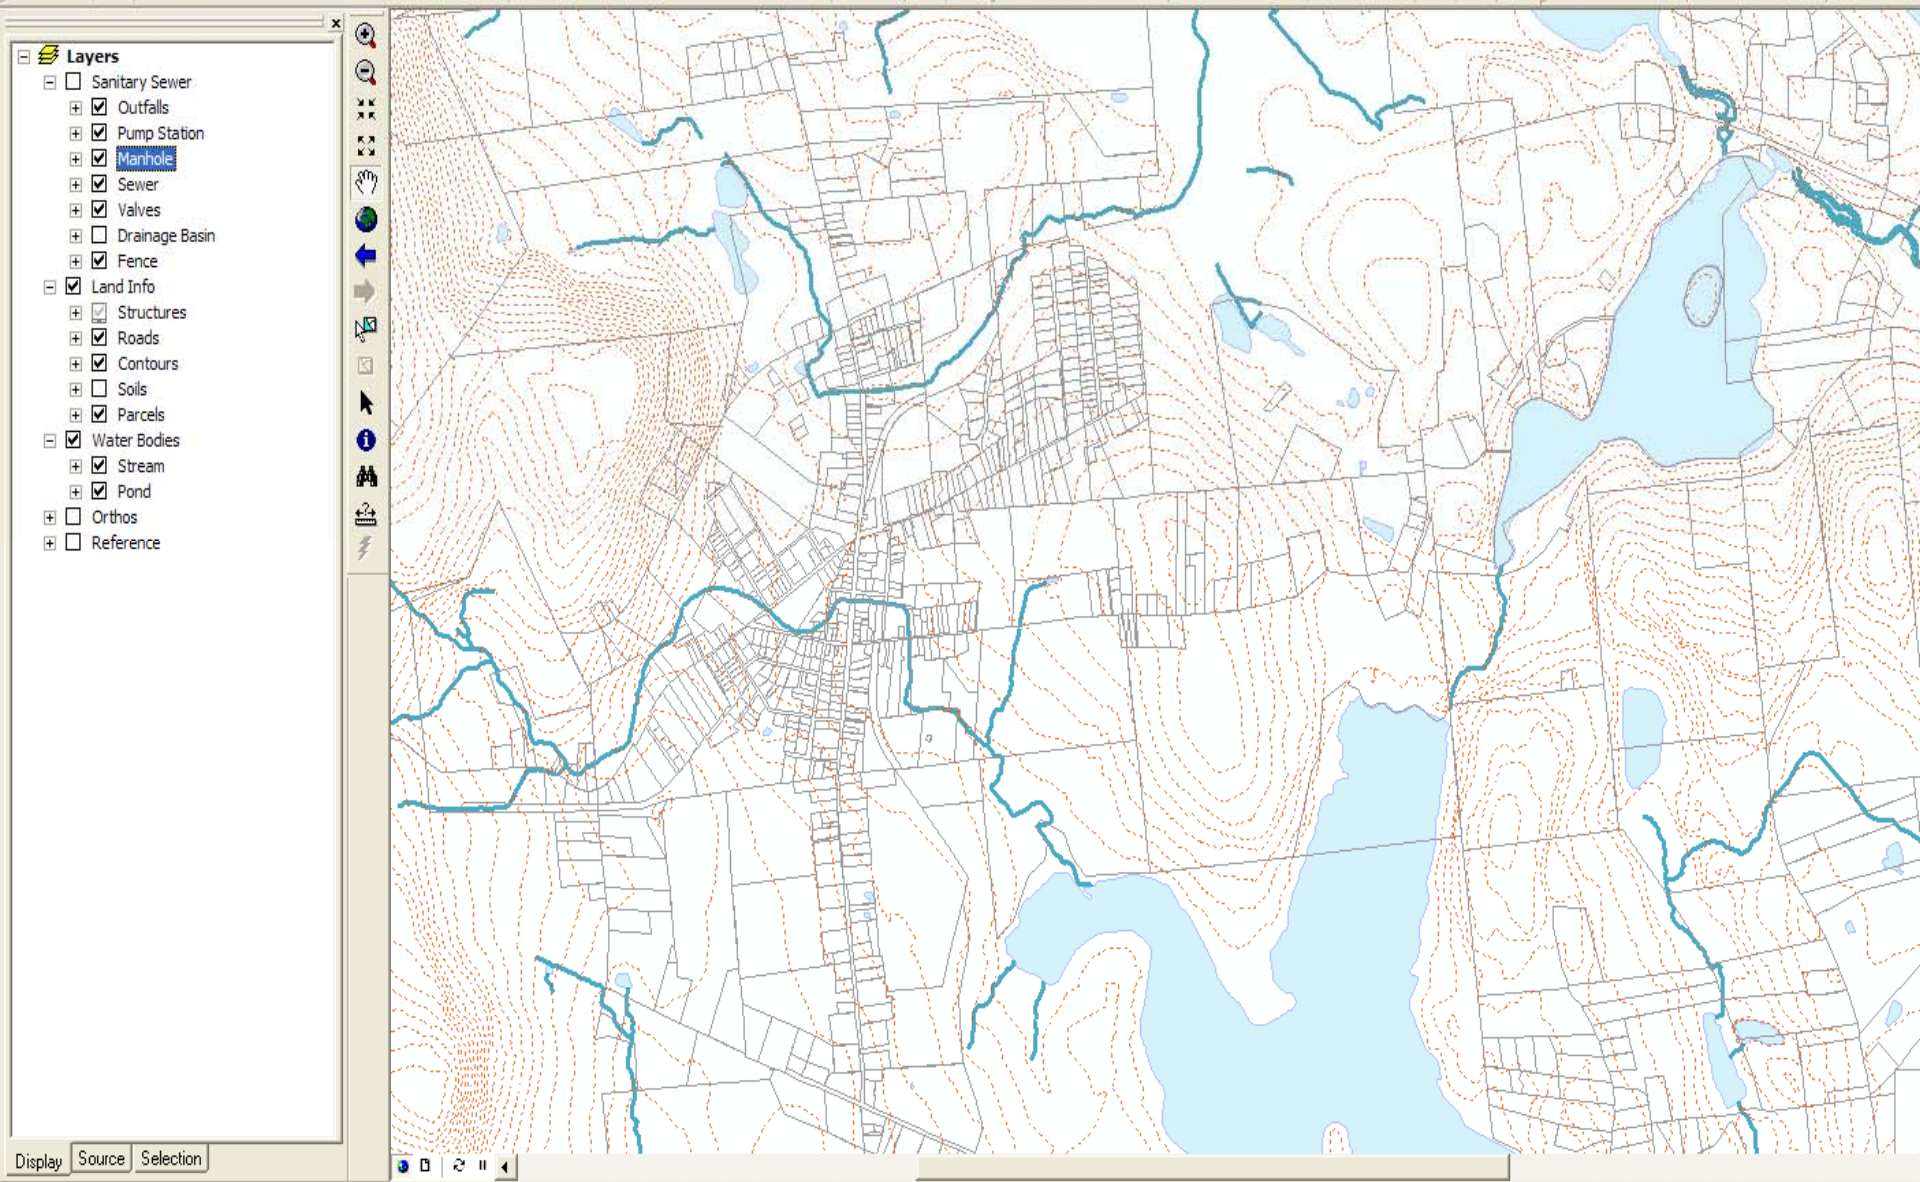 Layers
Sanitary Sewer
Outfalls
Pump Station
Manhole
Sewer
Valves
Drainage Basin
Fence
Land Info
Structures
Roads
Contours
Soils
Parcels
Water Bodies
Stream
Pond
Orthos
Reference
Display Source Selection